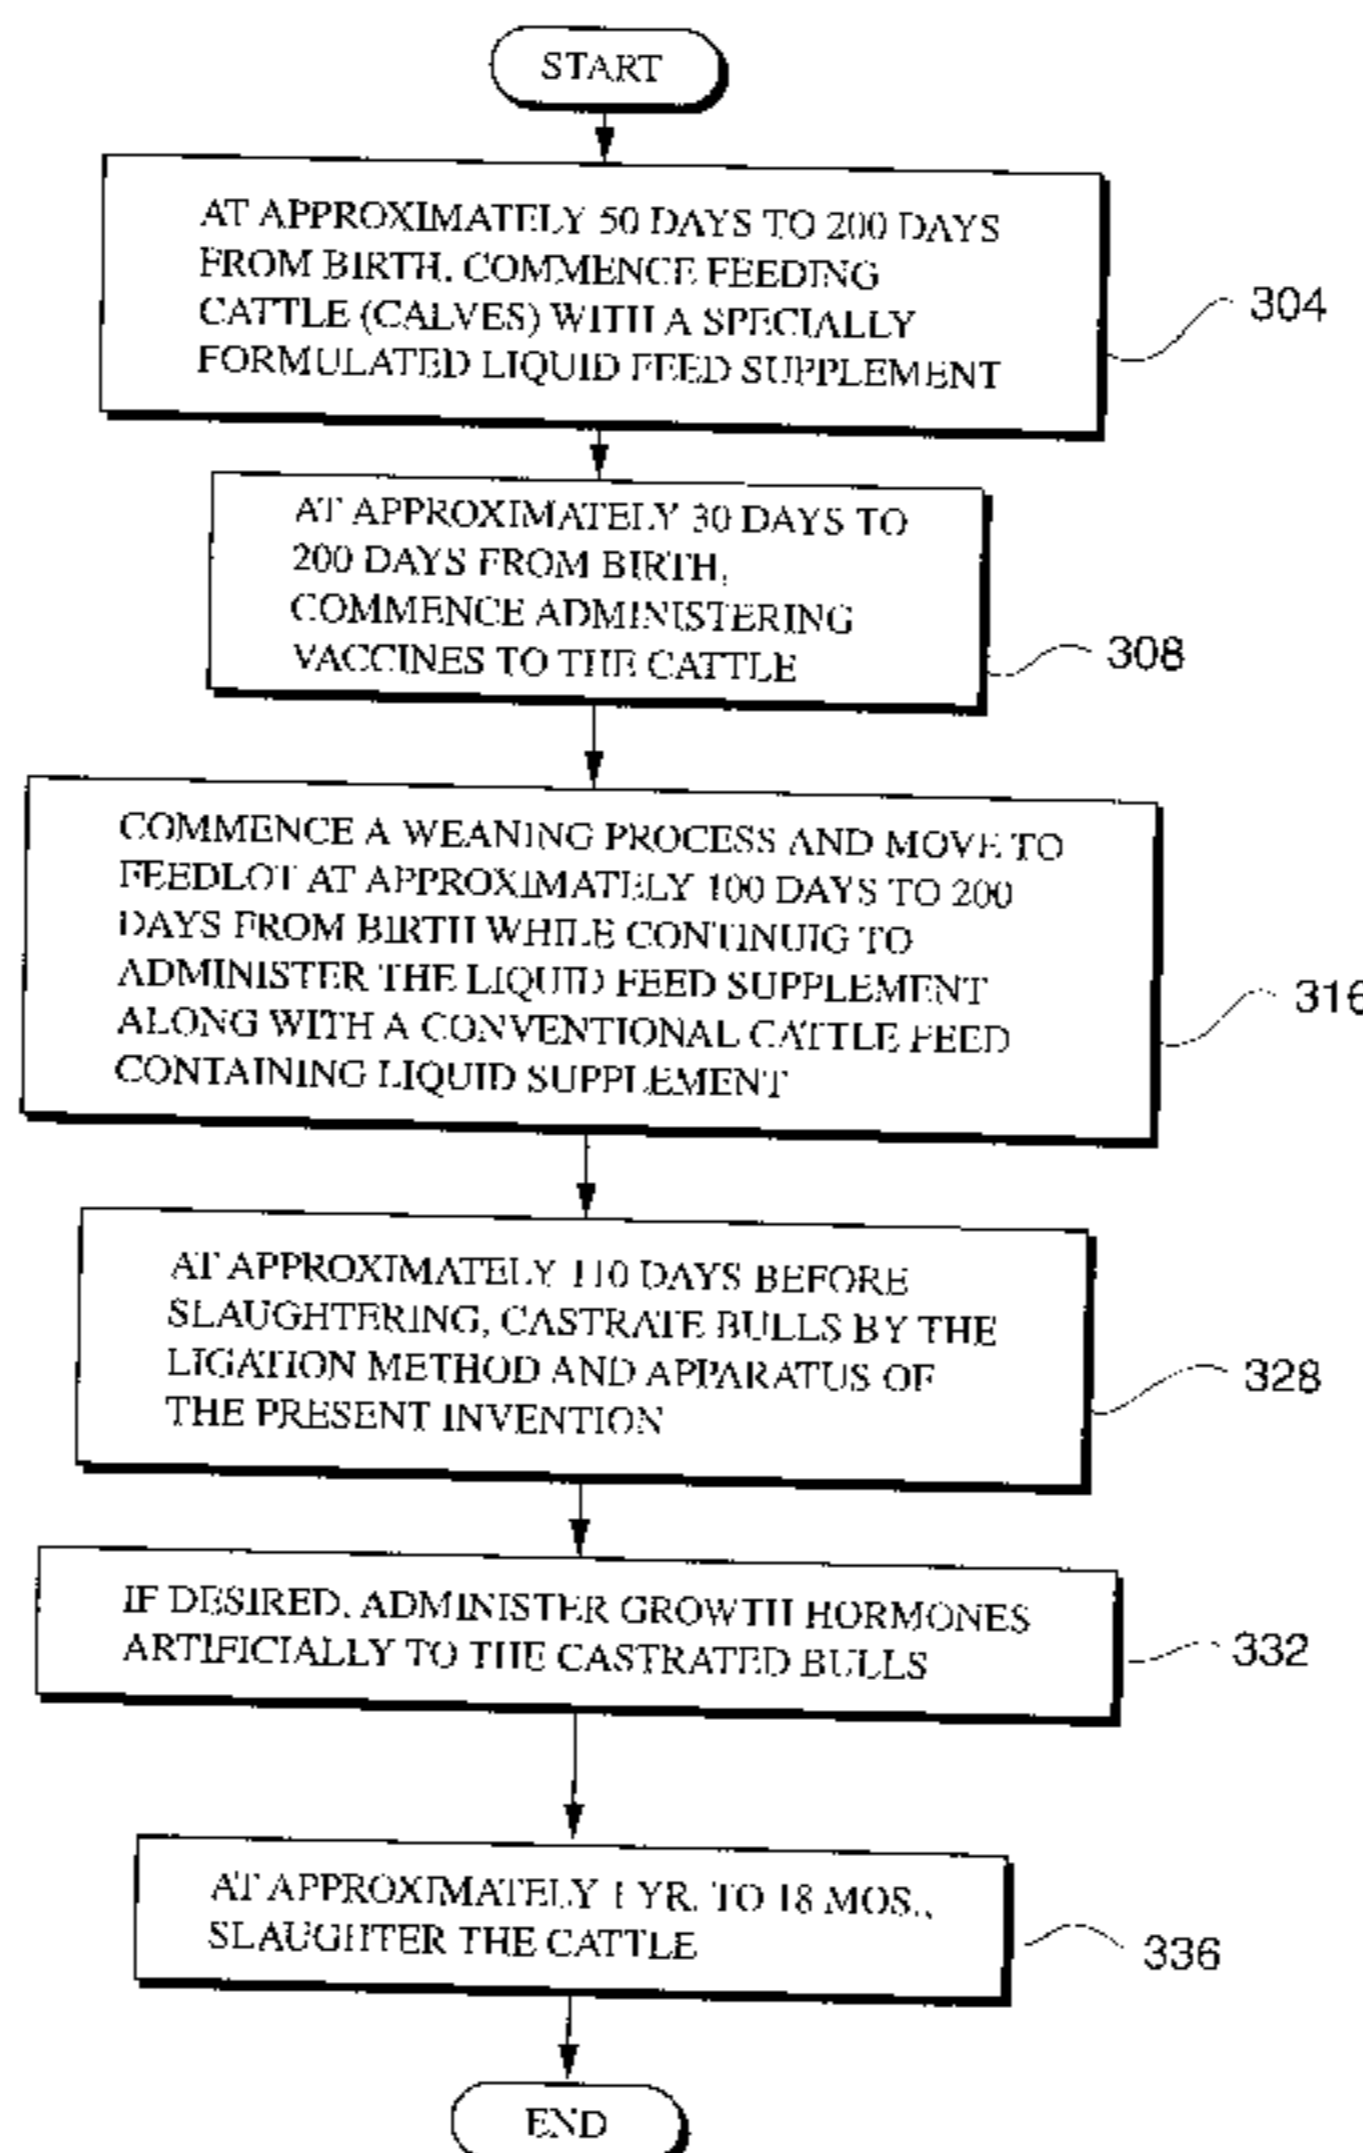 START
AT APPROXIMATELY 50 DAYS TO 200 DAYS
FROM BIRTH, COMMENCE FEEDING
CATTLE (CALVES) WITH A SPECIALLY
FORMULATED LIQUID FEED SUPPLEMENT
304
AT APPROXIMATELY 30 DAYS TO
200 DAYS FROM BIRTH,
COMMENCE ADMINISTERING
VACCINES TO THE CATTLE
308
COMMENCE A WEANING PROCESS AND MOVE TO
FEEDLOT AT APPROXIMATELY 100 DAYS TO 200
DAYS FROM BIRTH WHILE CONTINUIG TO
ADMINISTER THE LIQUID FEED SUPPLEMENT
ALONG WITH A CONVENTIONAL CATTLE FEED
CONTAINING LIQUID SUPPLEMENT
316
AT APPROXIMATELY 110 DAYS BEFORE
SLAUGHTERING, CASTRATE BULLS BY THE
LIGATION METHOD AND APPARATUS OF
THE PRESENT INVENTION
328
IF DESIRED, ADMINISTER GROWTH HORMONES
ARTIFICIALLY TO THE CASTRATED BULLS
332
AT APPROXIMATELY 1 YR. TO 18 MOS.,
SLAUGHTER THE CATTLE
336
END